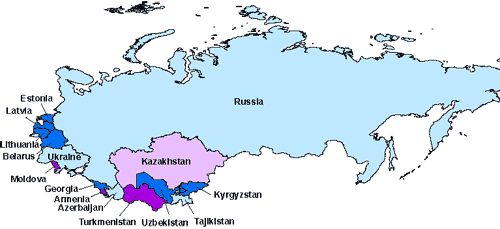 Estonia
Latvia
Russia
Lithuania
Belarus
Ukraine
Kazakhstan
Moldova
Georgia
Kyrgyzstan
Armenia
Azerbaijan
Turkmenistan
Uzbekistan
Tajikistan